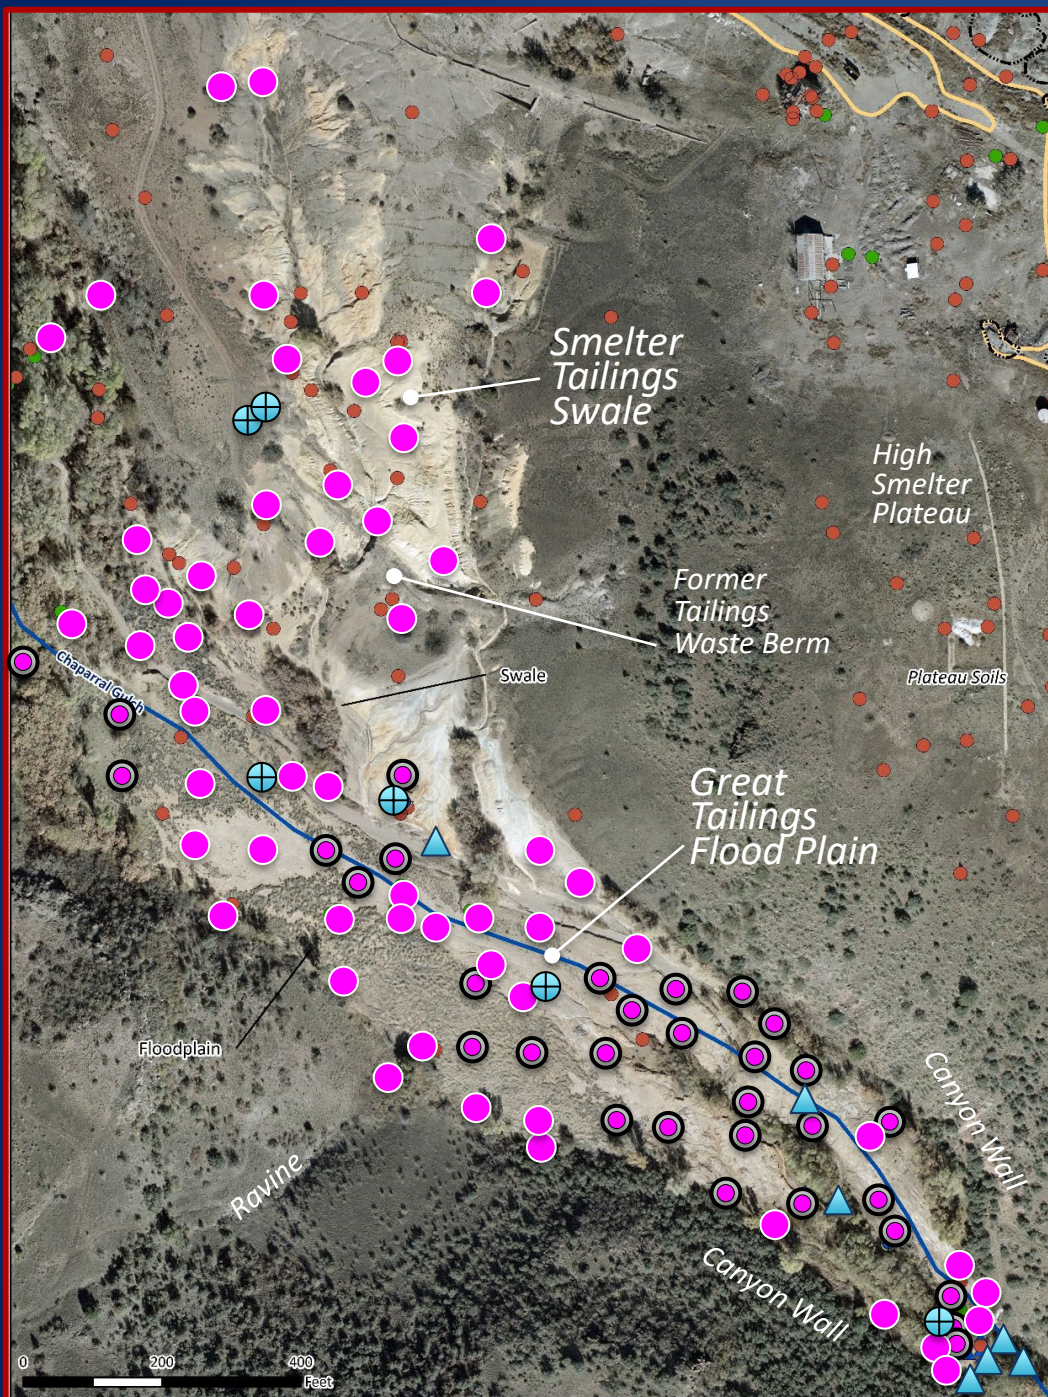 Smelter
Tailings
Swale
High
Smelter
Plateau
Former
Tailings
Waste Berm
Chaparral Gulch
Swale
Plateau Soils
Great
Tailings
Flood Plain
Floodplain
Ravine
Canyon Wall
Canyon Wall
0 200 400
Feet